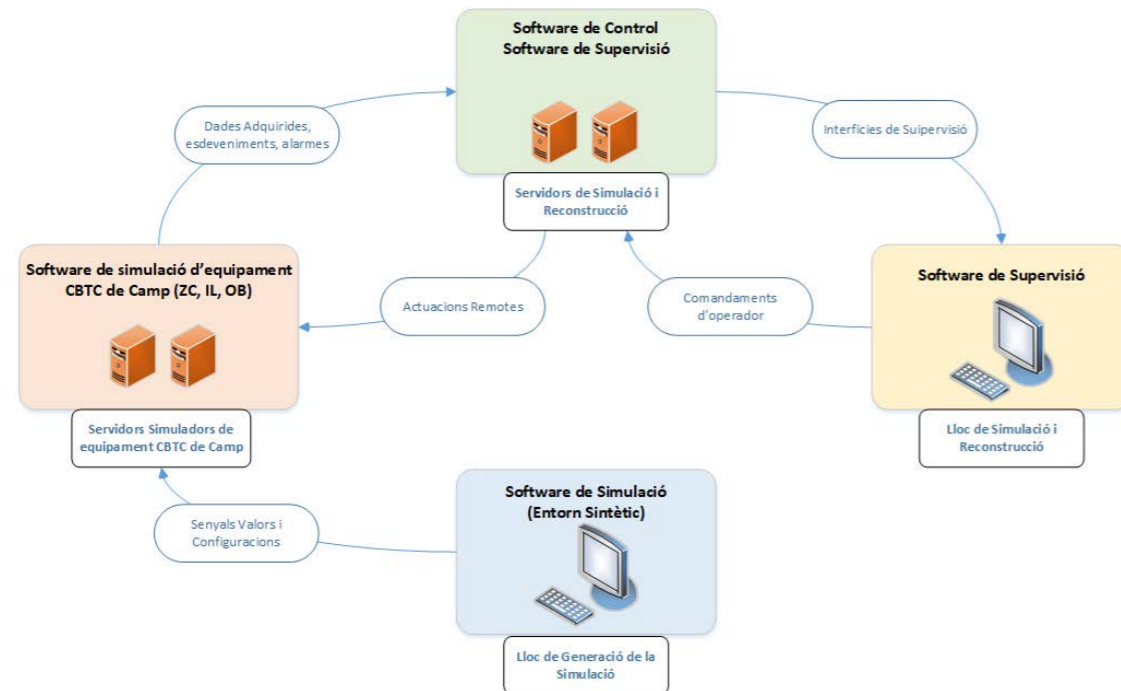 Software de Control
Software de Supervisió
Dades Adquirides,
esdeveniments, alarmes
Interfícies de Suipervisió
Servidors de Simulació i
Reconstrucció
Software de simulació d'equipament
CBTC de Camp (ZC, IL, OB)
Software de Supervisió
Actuacions Remotes
Comandaments
d'operador
Servidors Simuladors de
equipament CBTC de Camp
Lloc de Simulació i
Reconstrucció
Software de Simulació
(Entorn Sintètic)
Senyals Valors i
Configuracions
Lloc de Generació de la
Simulació